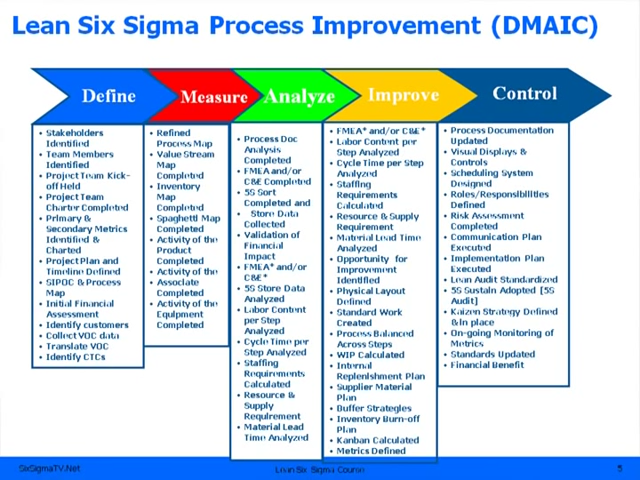 Lean Six Sigma Process Improvement (DMAIC)
Define
Measure
Analyze
Improve
Control
• Stakeholders
Identified
• Team Members
Identified
• Project Team Kick-
off Held
• Project Team
Charter Completed
• Primary &
Secondary Metrics
Identified &
Charted
• Project Plan and
Timeline Defined
• SIPOC & Process
Map
• Initial Financial
Assessment
• Identify customers
• Collect VOC data
• Translate VOC
• Identify CTCs
• Refined
Process Map
• Value Stream
Map
Completed
• Inventory
Map
Completed
• Spaghetti Map
Completed
• Activity of the
Product
Completed
• Activity of the
• Associate
Completed
• Activity of the
Equipment
Completed
• Process Doc
Analysis
Completed
• FMEA and/or
C&E Completed
• 5S Sort
Completed and
• Store Data
Collected
• Validation of
Financial
Impact
• FMEA* and/or
C&E*
• 5S Store Data
Analyzed
• Labor Content
per Step
Analyzed
• Cycle Time per
Step Analyzed
• Staffing
Requirements
Calculated
• Resource &
Supply
Requirement
• Material Lead
Time Analyzed
• FMEA* and/or C&E*
• Labor Content per
Step Analyzed
• Cycle Time per Step
Analyzed
• Staffing
Requirements
Calculated
• Resource & Supply
Requirement
• Material Lead Time
Analyzed
• Opportunity for
Improvement
Identified
• Physical Layout
Defined
• Standard Work
Created
• Process Balanced
Across Steps
• WIP Calculated
• Internal
Replenishment Plan
• Supplier Material
Plan
• Buffer Strategies
• Inventory Burn-off
Plan
• Kanban Calculated
• Metrics Defined
• Process Documentation
Updated
• Visual Displays &
Controls
• Scheduling System
Designed
• Roles/Responsibilities
Defined
• Risk Assessment
Completed
• Communication Plan
Executed
• Implementation Plan
Executed
• Lean Audit Standardized
• 5S Sustain Adopted [5S
Audit]
• Kaizen Strategy Defined
&In place
• On-going Monitoring of
Metrics
• Standards Updated
• Financial Benefit
SixSigmaTV.Net
Lean Six Sigma Course
5